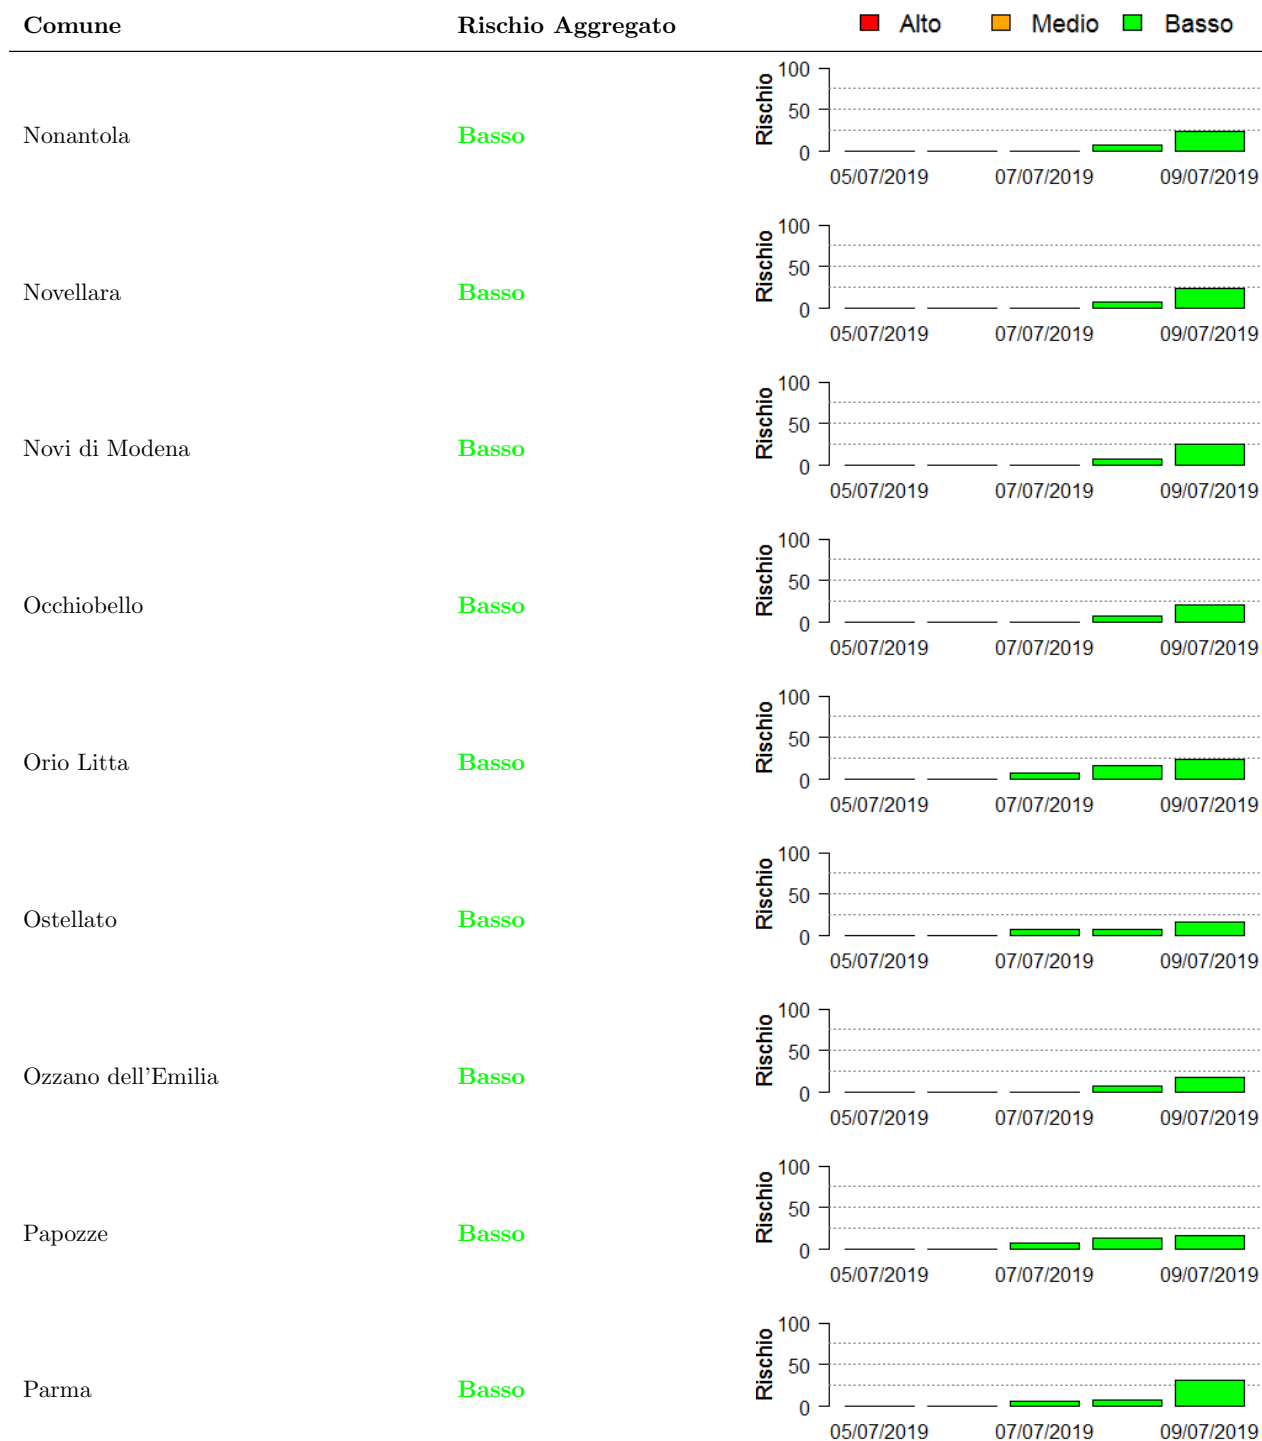 Comune Rischio Aggregato Alto Medio Basso
Nonantola Basso Rischio 100 50 0
05/07/2019 07/07/2019 09/07/2019
Novellara Basso Rischio 100 50 0
05/07/2019 07/07/2019 09/07/2019
Novi di Modena Basso Rischio 100 50 0
05/07/2019 07/07/2019 09/07/2019
Occhiobello Basso Rischio 100 50 0
05/07/2019 07/07/2019 09/07/2019
Orio Litta Basso Rischio 100 50 0
05/07/2019 07/07/2019 09/07/2019
Ostellato Basso Rischio 100 50 0
05/07/2019 07/07/2019 09/07/2019
Ozzano dell'Emilia Basso Rischio 100 50 0
05/07/2019 07/07/2019 09/07/2019
Papozze Basso Rischio 100 50 0
05/07/2019 07/07/2019 09/07/2019
Parma Basso Rischio 100 50 0
05/07/2019 07/07/2019 09/07/2019